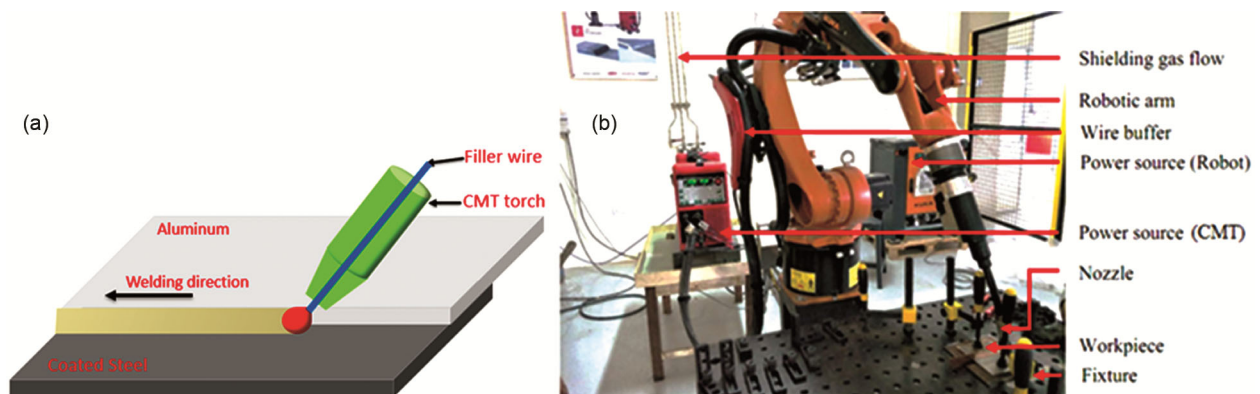 (a)
Filler wire
CMT torch
Aluminum
Welding direction
Coated Steel
(b)
Shielding gas flow
Robotic arm
Wire buffer
Power source (Robot)
Power source (CMT)
Nozzle
Workpiece
Fixture